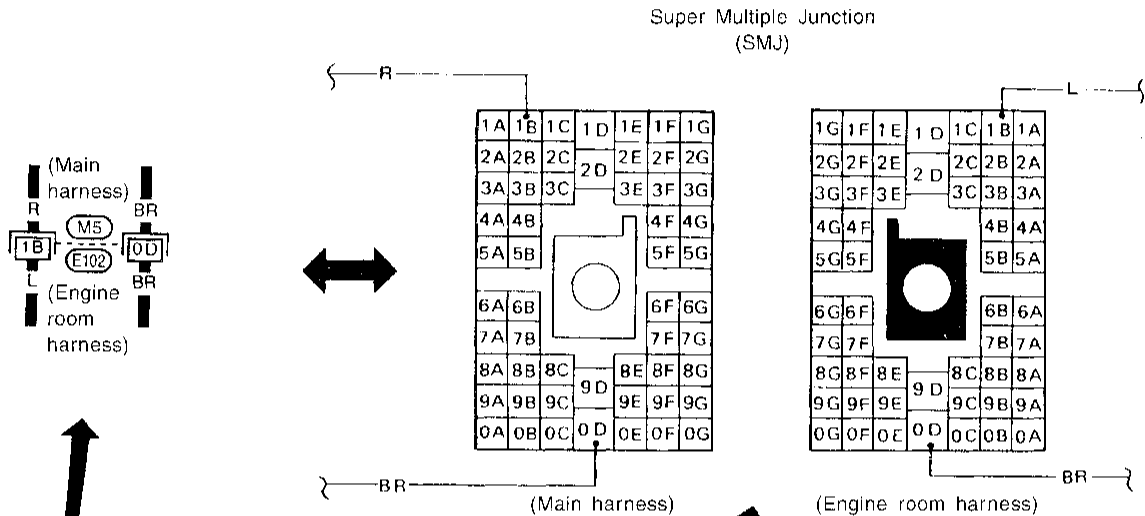 Super Multiple Junction
(SMJ)
R
L
1A 1B 1C 1D 1E 1F 1G
2A 2B 2C 2D 2E 2F 2G
3A 3B 3C 3E 3F 3G
4A 4B 4F 4G
5A 5B 5F 5G
6A 6B 6F 6G
7A 7B 7F 7G
8A 8B 8C 8E 8F 8G
9A 9B 9C 9D 9E 9F 9G
0A 0B 0C 0D 0E 0F 0G
BR
(Main harness)
1G 1F 1E 1D 1C 1B 1A
2G 2F 2E 2D 2C 2B 2A
3G 3F 3E 3C 3B 3A
4G 4F 4B 4A
5G 5F 5B 5A
6G 6F 6B 6A
7G 7F 7B 7A
8G 8F 8E 8C 8B 8A
9G 9F 9E 9D 9C 9B 9A
0G 0F 0E 0D 0C 0B 0A
BR
(Engine room harness)
(Main
harness)
R BR
M5
1B 0D
E102
L BR
(Engine
room
harness)